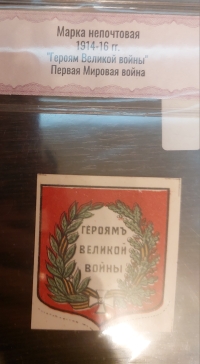 Марка непочтовая
1914-16 гг.
"Героям Великой войны"
Первая Мировая война
ГЕРОЯМЪ
ВЕЛИКОЙ
ВОЙНЫ